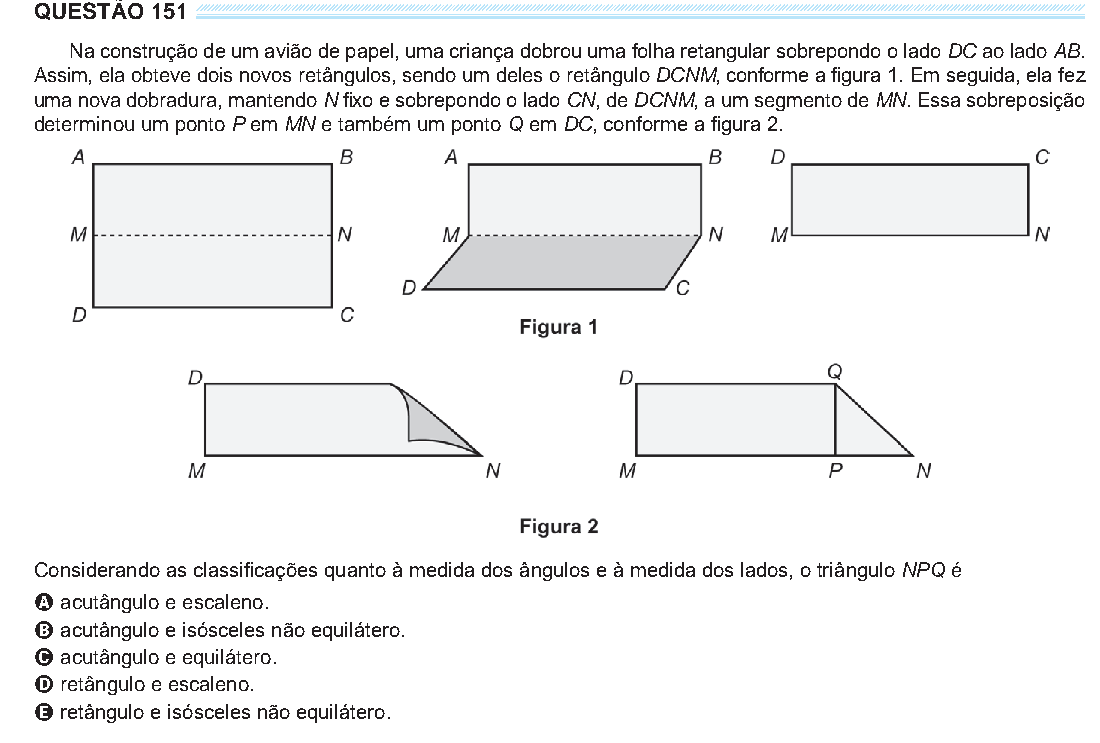 QUESTÃO 151
Na construção de um avião de papel, uma criança dobrou uma folha retangular sobrepondo o lado DC ao lado AB.
Assim, ela obteve dois novos retângulos, sendo um deles o retângulo DCNM, conforme a figura 1. Em seguida, ela fez
uma nova dobradura, mantendo N fixo e sobrepondo o lado CN, de DCNM, a um segmento de MN. Essa sobreposição
determinou um ponto P em MN e também um ponto Q em DC, conforme a figura 2.
A B A B D C
M N M N M N
D C
D C
Figura 1
D D Q
M N M P N
Figura 2
Considerando as classificações quanto à medida dos ângulos e à medida dos lados, o triângulo NPQ é
A acutângulo e escaleno.
B acutângulo e isósceles não equilátero.
C acutângulo e equilátero.
D retângulo e escaleno.
E retângulo e isósceles não equilátero.